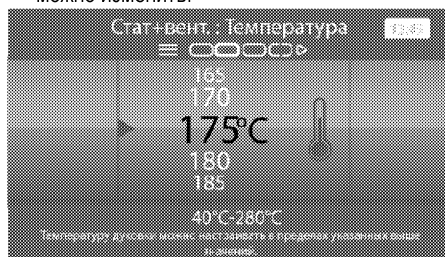 можно изменить.
Стат+вент. : Температура
165
170
175°C
180
185
40°C-280°C
Температуру духовки можно настраивать в пределах указанных выше
значений.